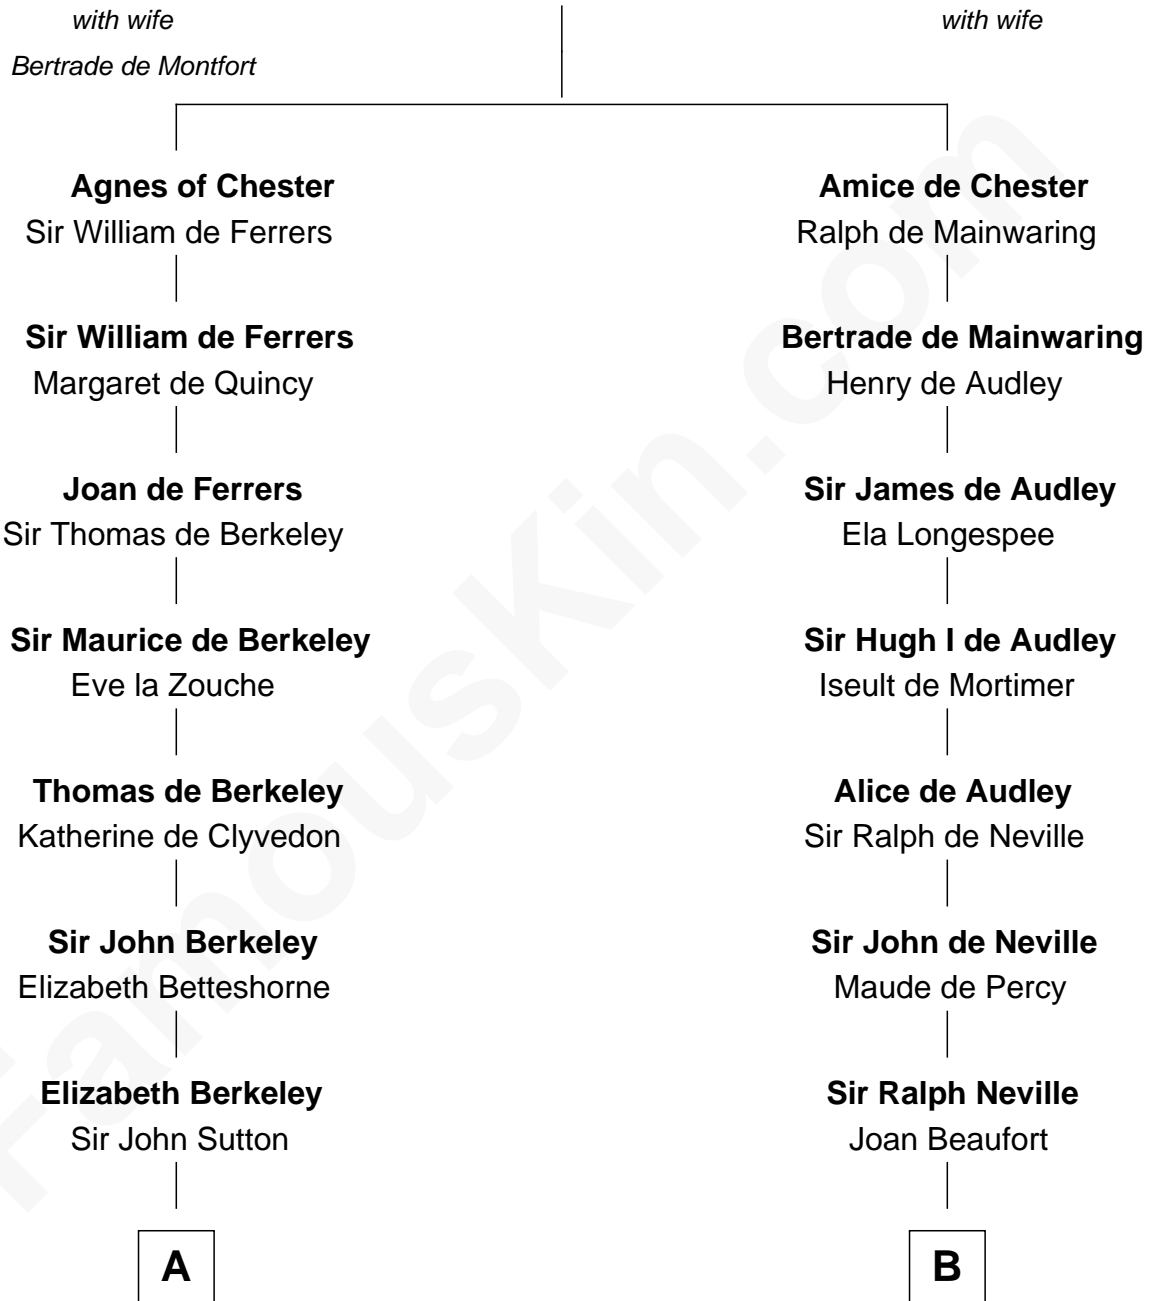 with wife
Bertrade de Montfort
with wife
Agnes of Chester
Sir William de Ferrers
Amice de Chester
Ralph de Mainwaring
Sir William de Ferrers
Margaret de Quincy
Bertrade de Mainwaring
Henry de Audley
Joan de Ferrers
Sir Thomas de Berkeley
Sir James de Audley
Ela Longespee
Sir Maurice de Berkeley
Eve la Zouche
Sir Hugh I de Audley
Iseult de Mortimer
Thomas de Berkeley
Katherine de Clyvedon
Alice de Audley
Sir Ralph de Neville
Sir John Berkeley
Elizabeth Betteshorne
Sir John de Neville
Maude de Percy
Elizabeth Berkeley
Sir John Sutton
Sir Ralph Neville
Joan Beaufort
A
B
FamousKin.com